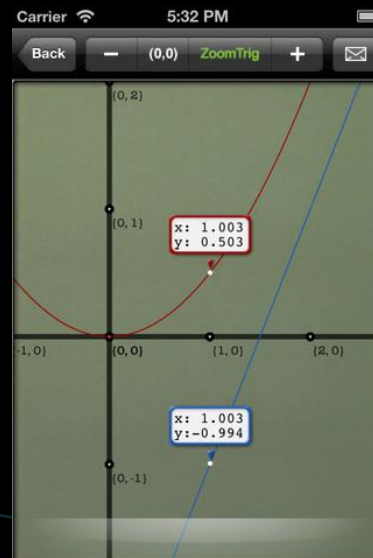 Carrier 5:32 PM
Back − (0,0) ZoomTrig +
{0, 2}
{0, 1}
x: 1.003
y: 0.503
-1, 0}
{0, 0}
{1, 0}
{2, 0}
x: 1.003
y:-0.994
{0, -1}